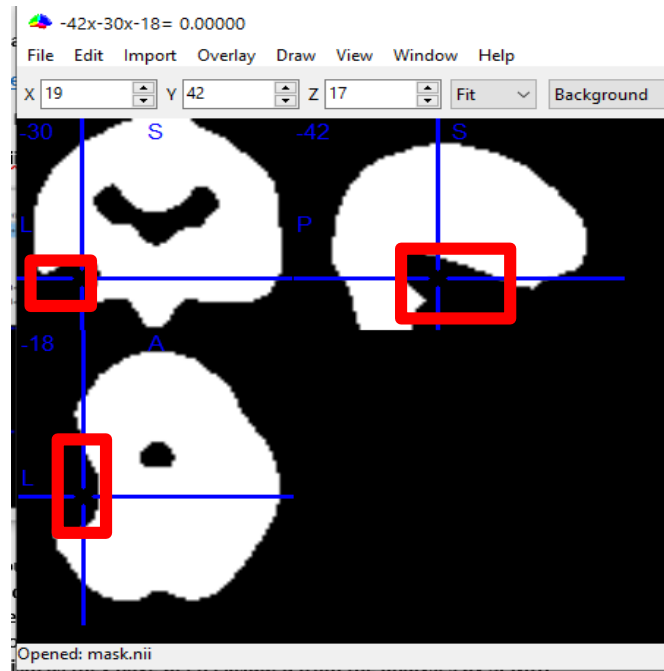 -42x-30x-18= 0.00000
File Edit Import Overlay Draw View Window Help
X 19 Y 42 Z 17 Fit Background
-30 S -42 S
L P
-18 A
L
Opened: mask.nii